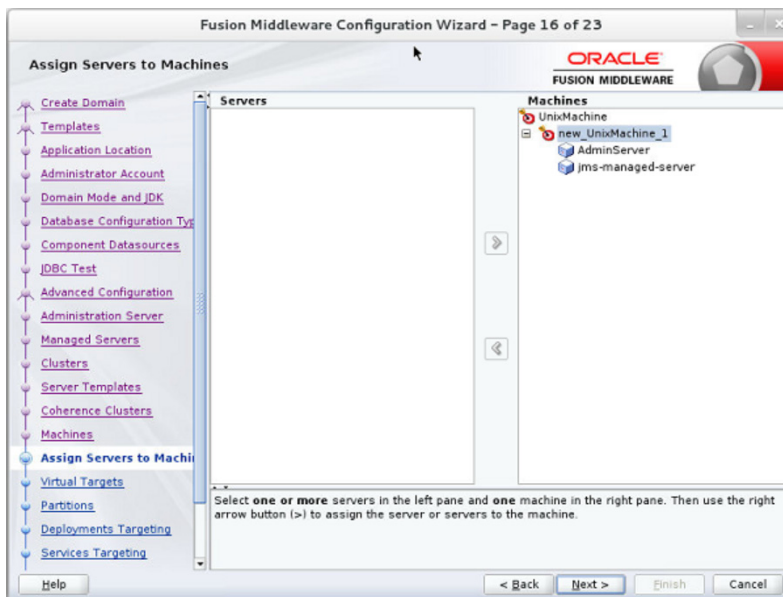 Fusion Middleware Configuration Wizard - Page 16 of 23
Assign Servers to Machines
ORACLE
FUSION MIDDLEWARE
Create Domain
Templates
Application Location
Administrator Account
Domain Mode and JDK
Database Configuration Typ
Component Datasources
JDBC Test
Advanced Configuration
Administration Server
Managed Servers
Clusters
Server Templates
Coherence Clusters
Machines
Assign Servers to Machi
Virtual Targets
Partitions
Deployments Targeting
Services Targeting
Servers
Machines
UnixMachine
new_UnixMachine_1
AdminServer
jms-managed-server
Select one or more servers in the left pane and one machine in the right pane. Then use the right
arrow button (>) to assign the server or servers to the machine.
Help
< Back
Next >
Finish
Cancel